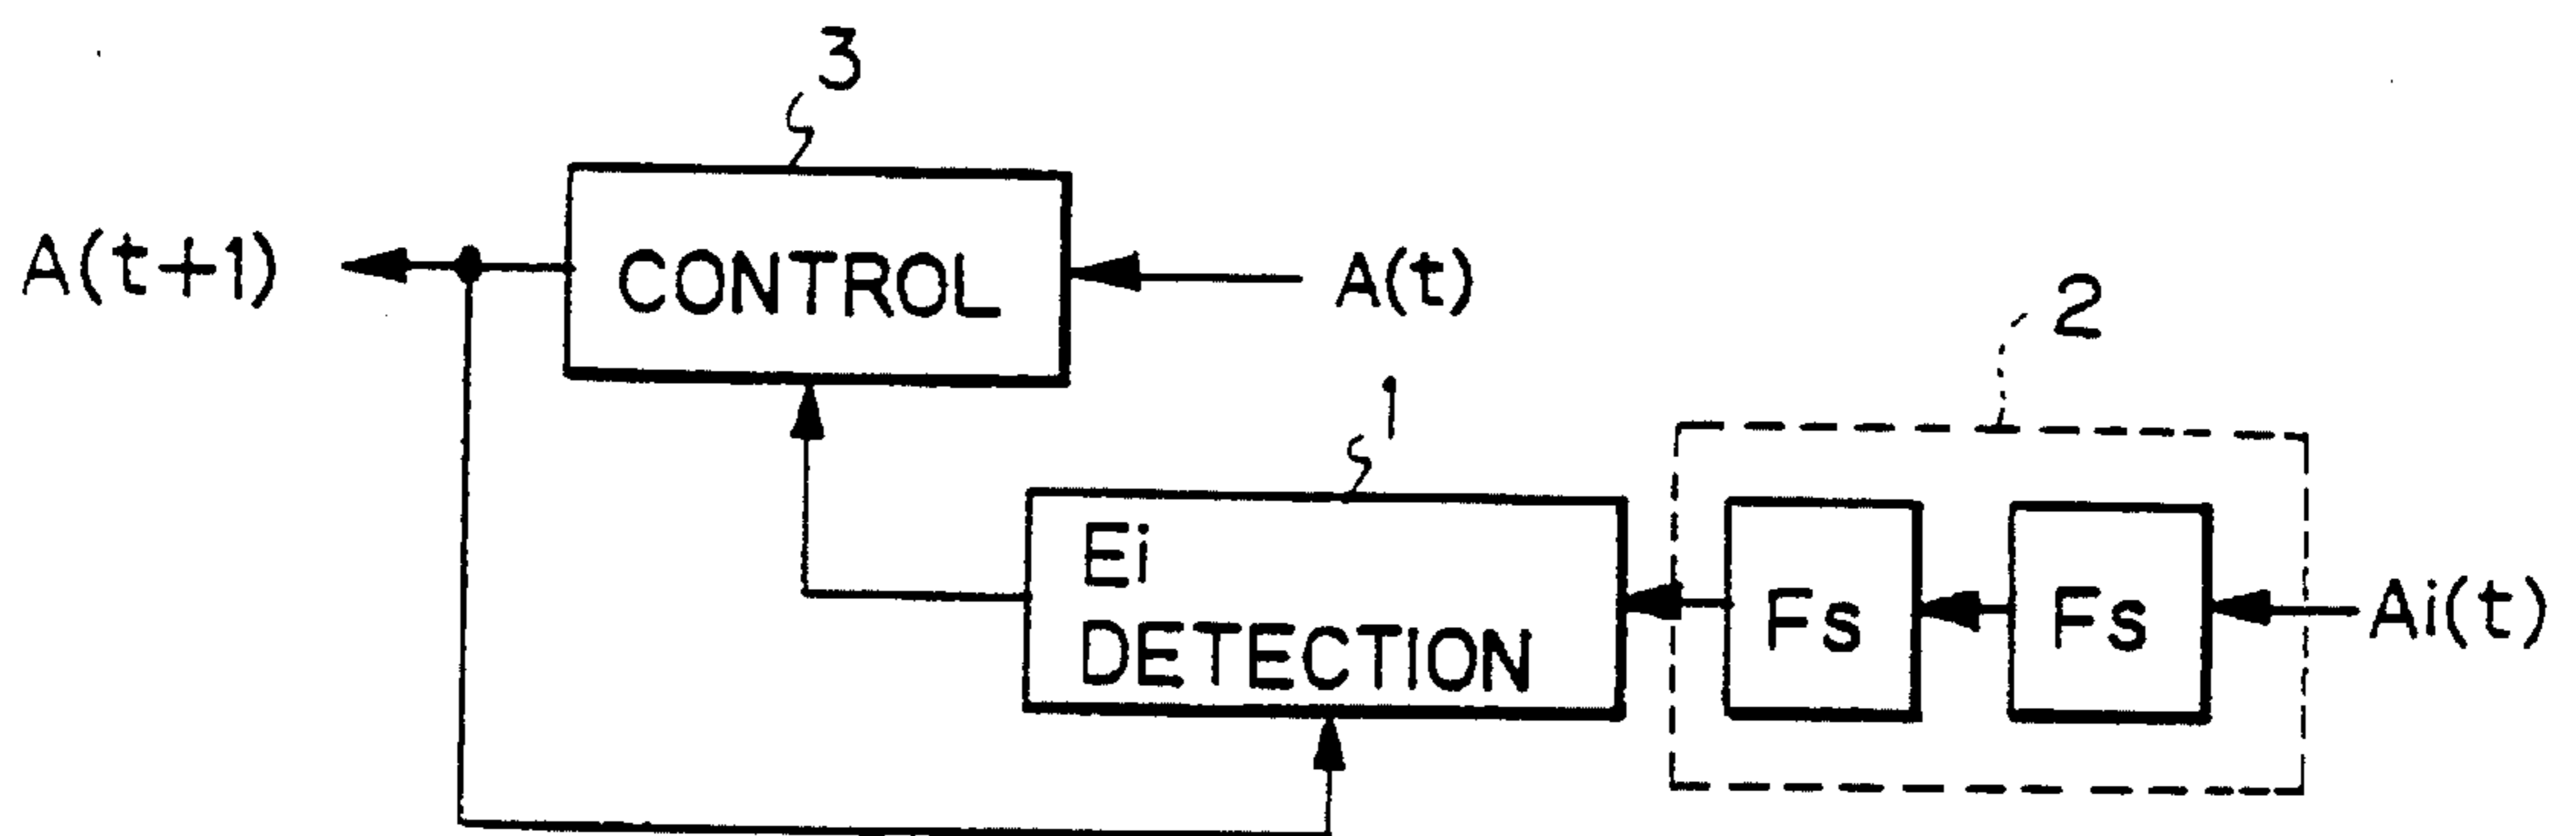 3
A(t+1)
CONTROL
A(t)
2
1
Ei
DETECTION
Fs
Fs
Ai(t)